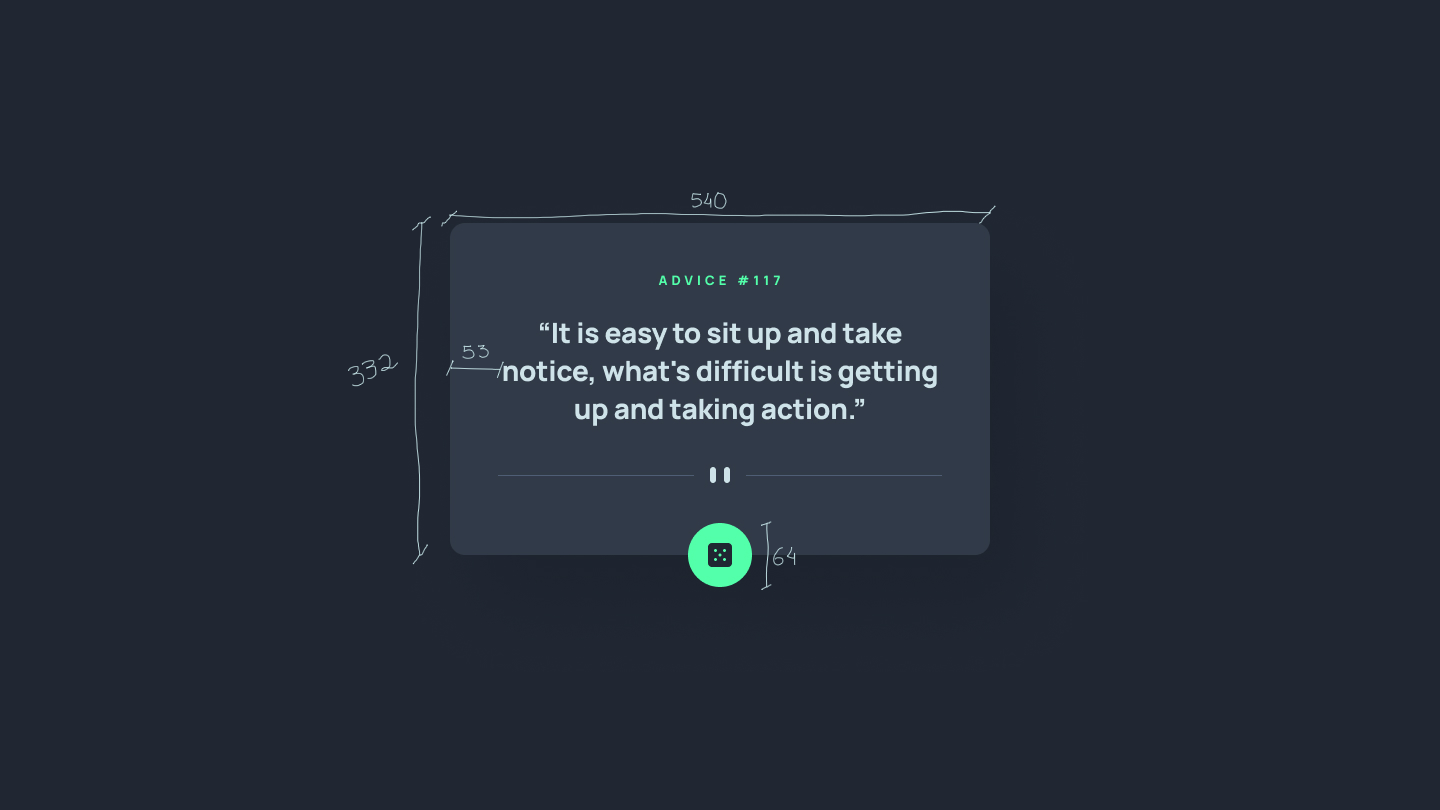 540
ADVICE #117
“It is easy to sit up and take
53
notice, what's difficult is getting
332
up and taking action.”
64